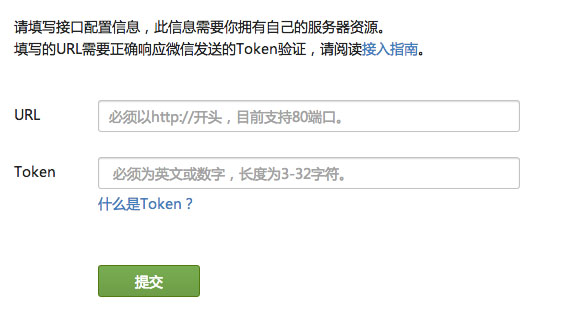 请填写接口配置信息，此信息需要你拥有自己的服务器资源。
填写的URL需要正确响应微信发送的Token验证，请阅读接入指南。
URL
必须以http://开头，目前支持80端口。
Token
必须为英文或数字，长度为3-32字符。
什么是Token？
提交